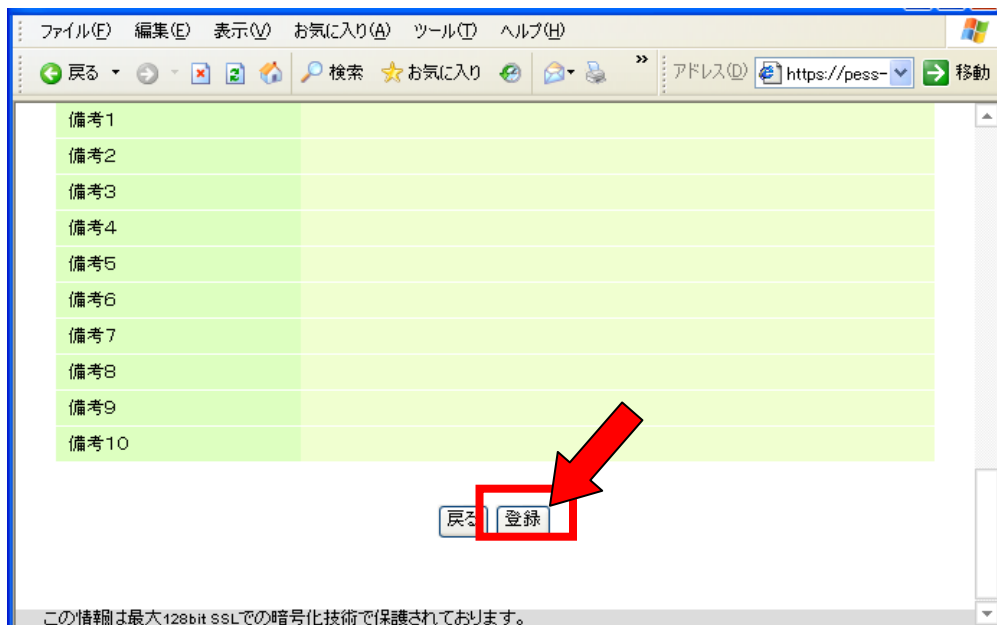 ファイル(F) 編集(E) 表示(V) お気に入り(A) ツール(T) ヘルプ(H)
戻る 検索 お気に入り » アドレス(D) https://pess- 移動
備考1
備考2
備考3
備考4
備考5
備考6
備考7
備考8
備考9
備考10
戻る 登録
この情報は最大128bit SSLでの暗号化技術で保護されております。